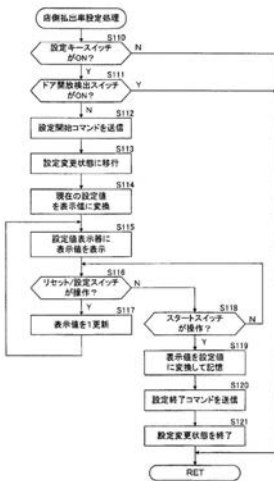 店側払出率設定処理
S110
設定キースイッチ
がON?
N
Y
S111
ドア開放検出スイッチ
がON?
Y
N
S112
設定開始コマンドを送信
S113
設定変更状態に移行
S114
現在の設定値
を表示値に変換
S115
設定値表示器に
表示値を表示
S116
リセット/設定スイッチ
が操作?
N
Y
S117
表示値を1更新
S118
スタートスイッチ
が操作?
N
Y
S119
表示値を設定値
に変換して記憶
S120
設定終了コマンドを送信
S121
設定変更状態を終了
RET